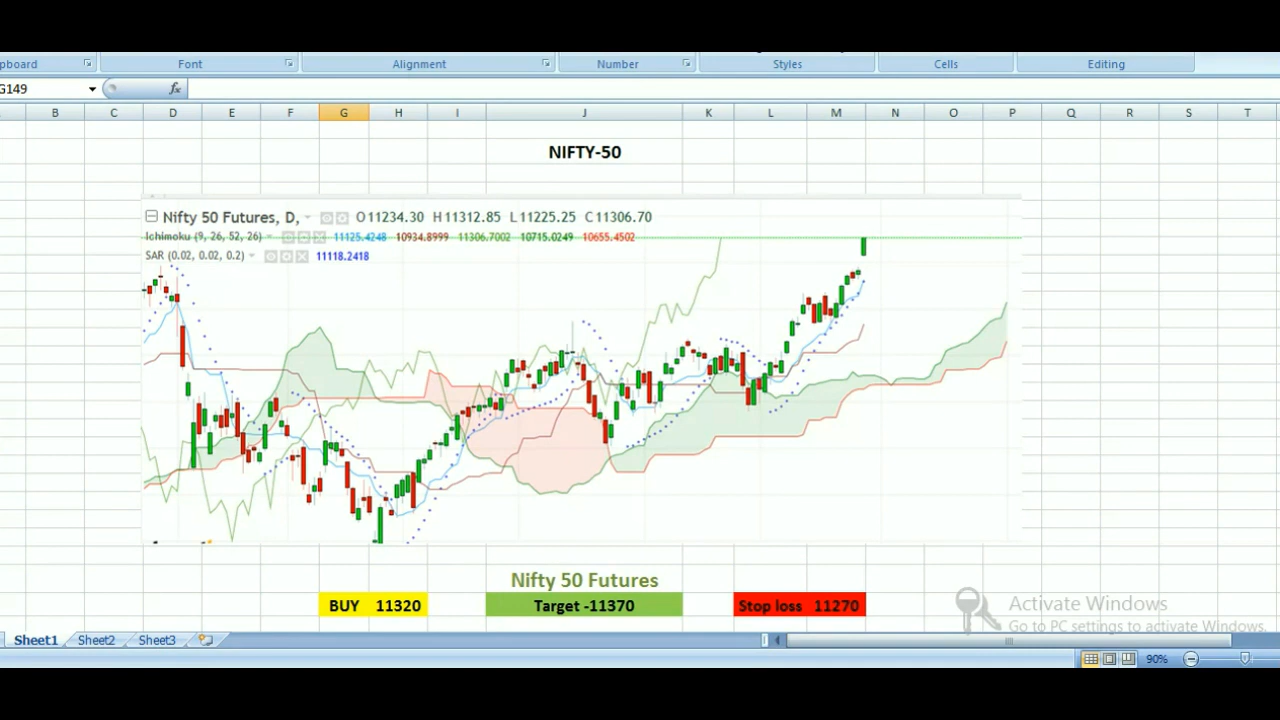 pboard Font Alignment Number Styles Cells Editing
G149 fx
B C D E F G H I J K L M N O P Q R S T
NIFTY-50
Nifty 50 Futures, D, O11234.30 H11312.85 L11225.25 C11306.70
Ichimoku (9, 26, 52, 26) 11125.4248 10934.8999 11306.7002 10715.0249 10655.4502
SAR (0.02, 0.02, 0.2) 11118.2418
Nifty 50 Futures
BUY 11320 Target -11370 Stop loss 11270
Activate Windows
Go to PC settings to activate Windows.
Sheet1 Sheet2 Sheet3
90%